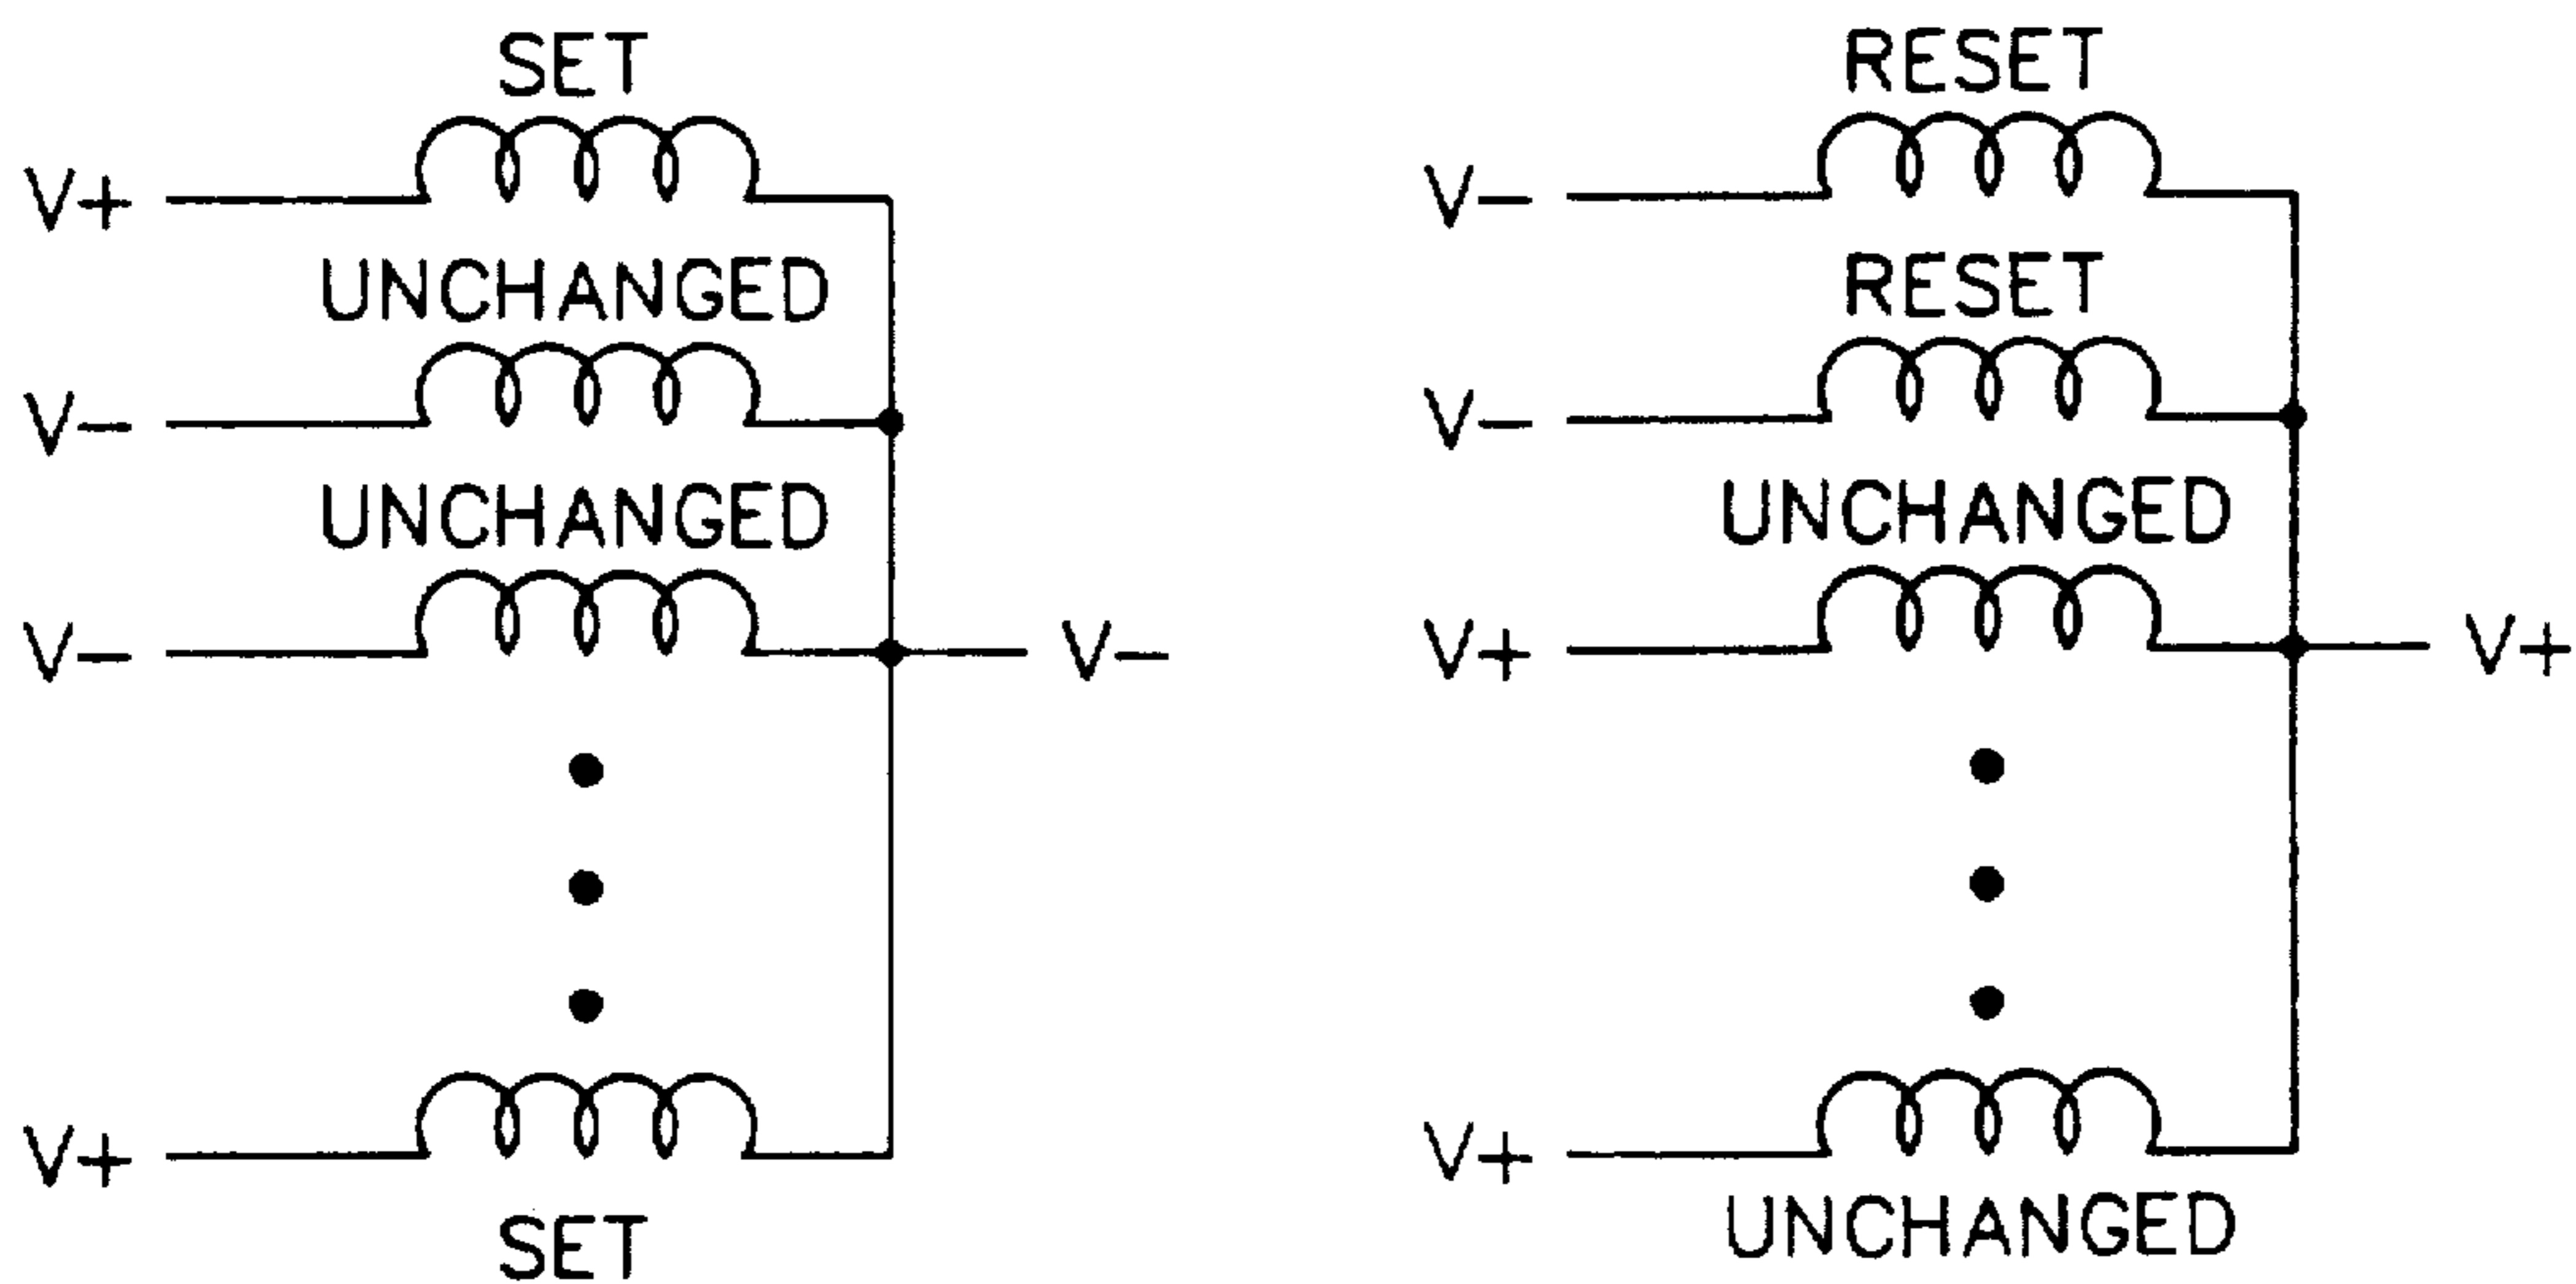 SET
V+
UNCHANGED
V-
UNCHANGED
V-
V-
V+
SET
RESET
V-
RESET
V-
UNCHANGED
V+
V+
V+
UNCHANGED